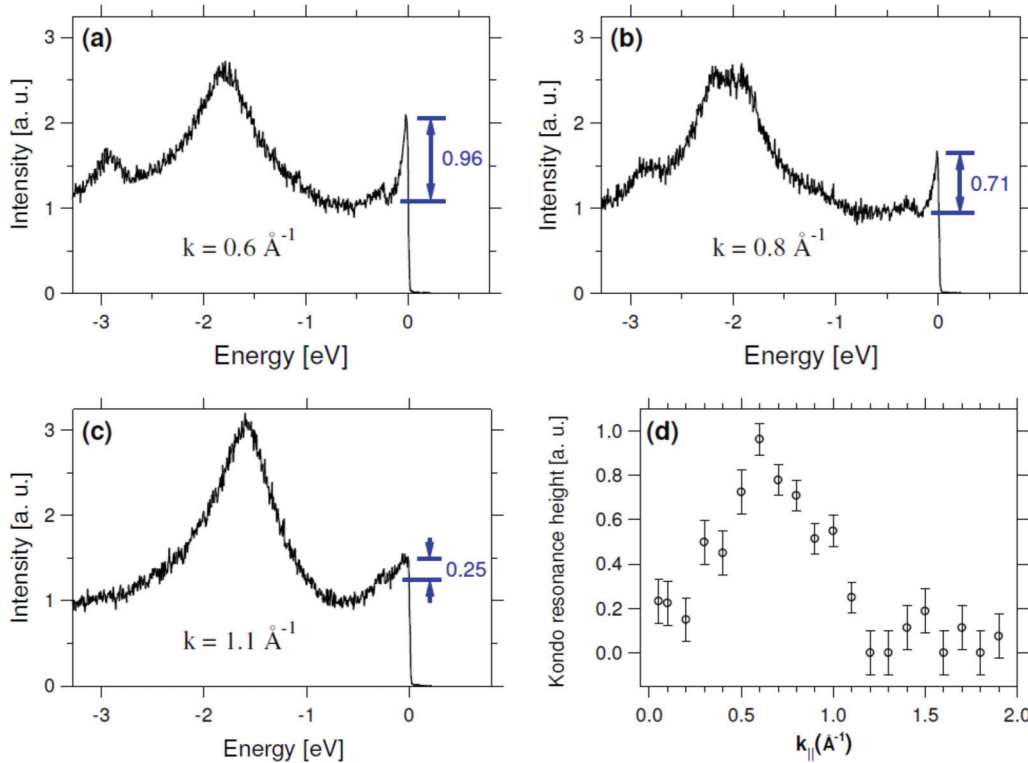 (a)
Intensity [a. u.]
3
2
1
0
0.96
k = 0.6 Å⁻¹
-3
-2
-1
0
Energy [eV]
(b)
Intensity [a. u.]
3
2
1
0
0.71
k = 0.8 Å⁻¹
-3
-2
-1
0
Energy [eV]
(c)
Intensity [a. u.]
3
2
1
0
0.25
k = 1.1 Å⁻¹
-3
-2
-1
0
Energy [eV]
(d)
Kondo resonance height [a. u.]
1.0
0.8
0.6
0.4
0.2
0.0
0.0
0.5
1.0
1.5
2.0
k||(Å⁻¹)